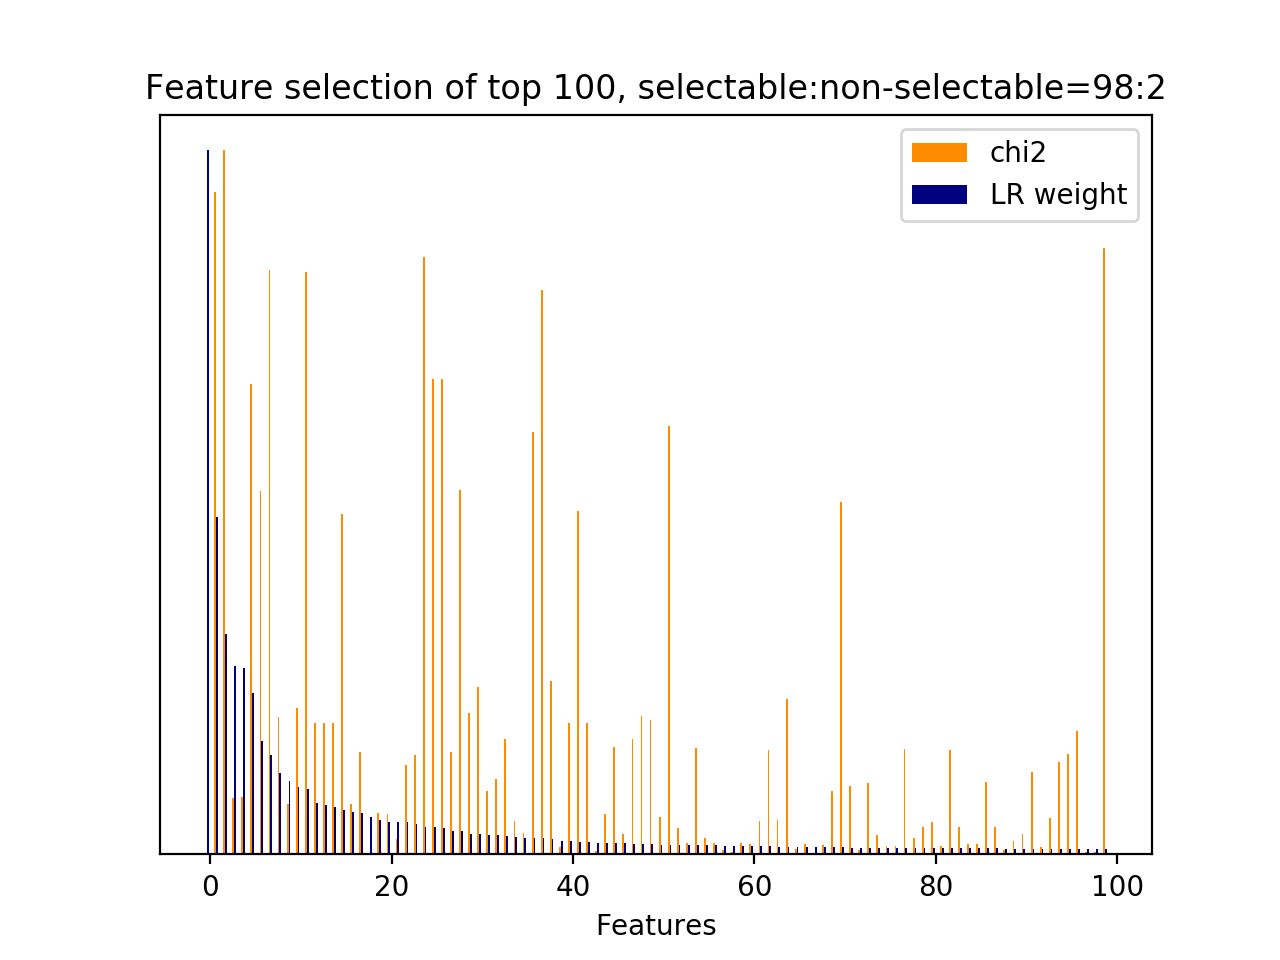 Feature selection of top 100, selectable:non-selectable=98:2
chi2
LR weight
0 20 40 60 80 100
Features